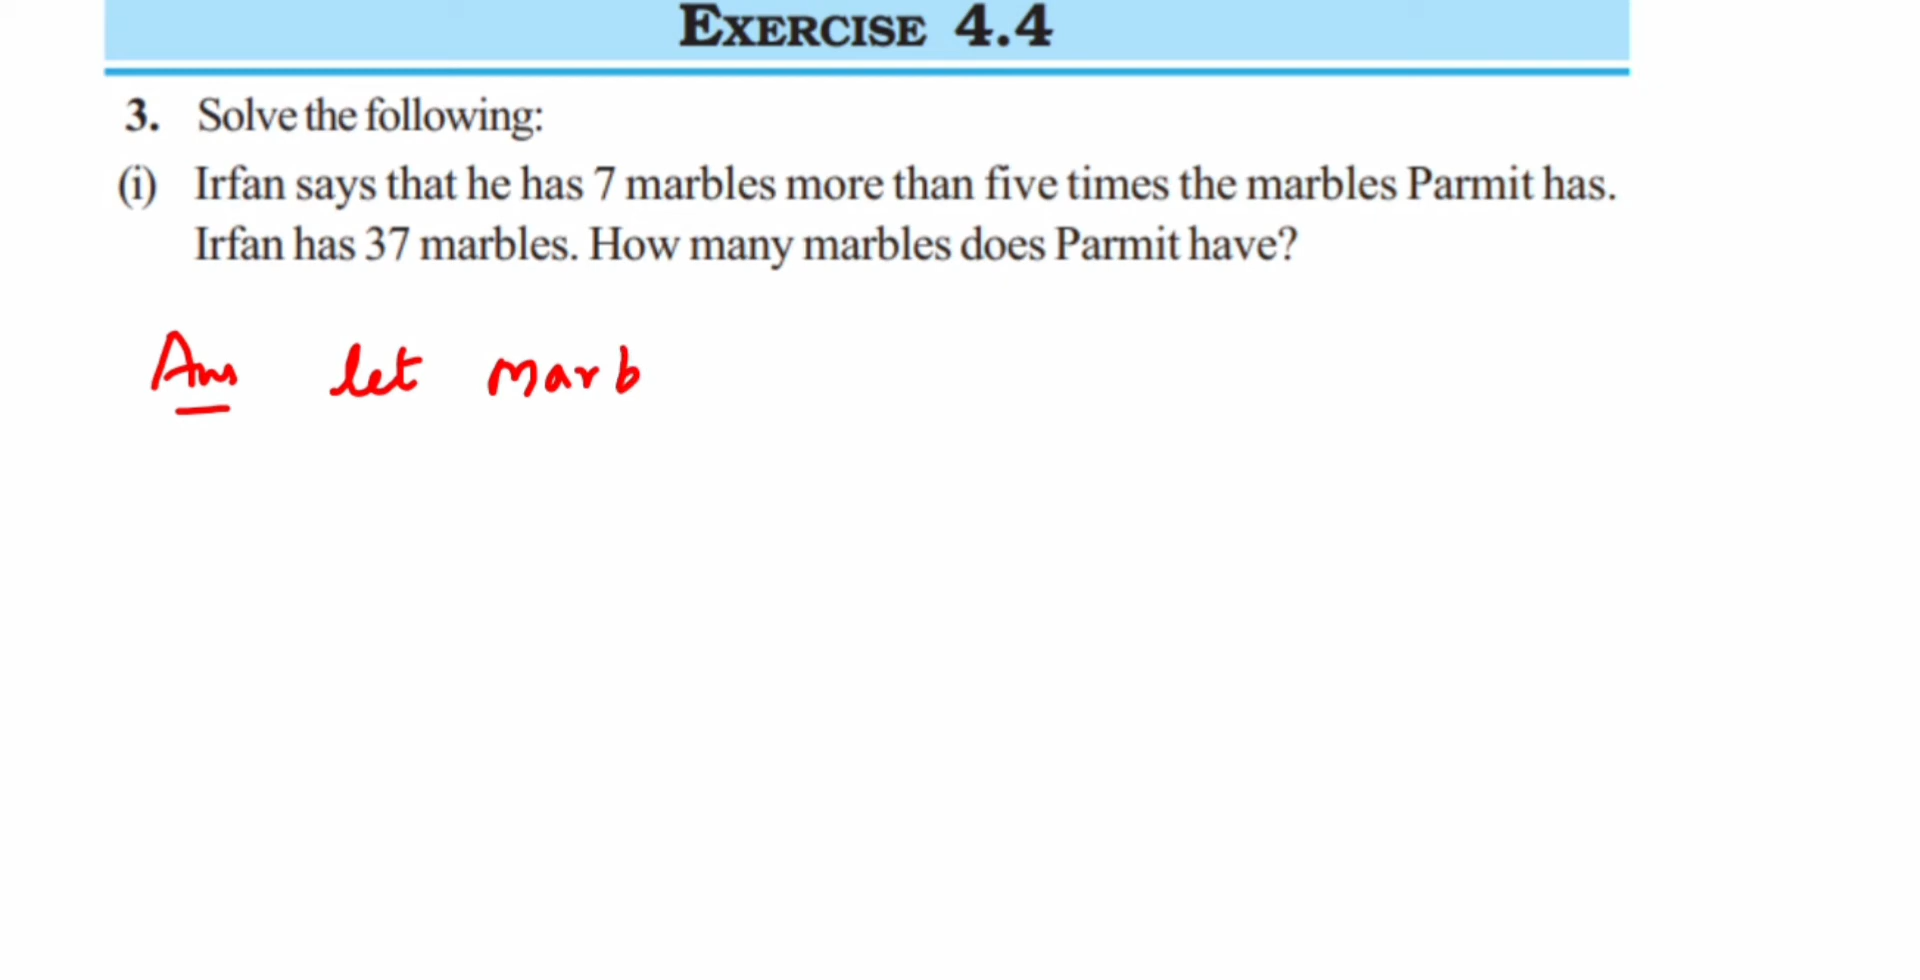 EXERCISE 4.4
3. Solve the following:
(i) Irfan says that he has 7 marbles more than five times the marbles Parmit has.
Irfan has 37 marbles. How many marbles does Parmit have?
Ans let marb